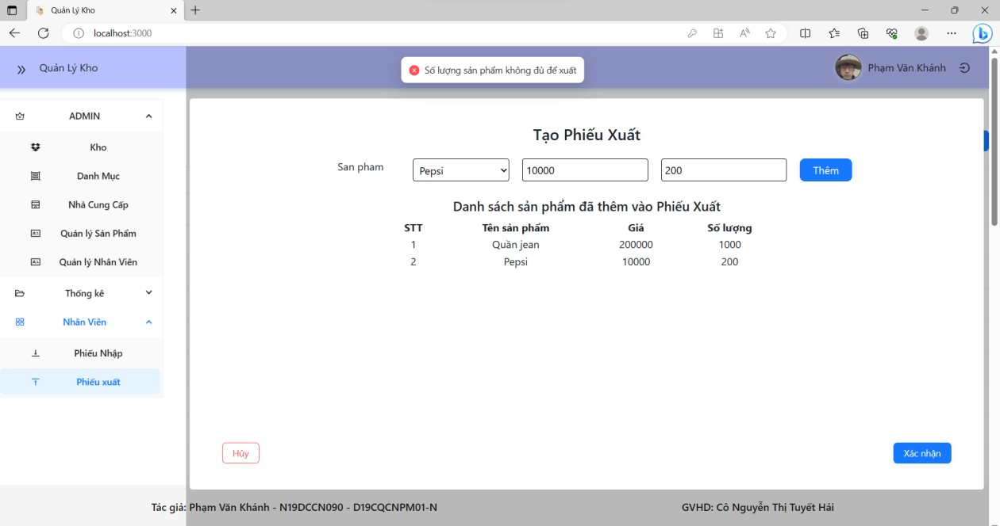 Quản Lý Kho
localhost:3000
Quản Lý Kho
Số lượng sản phẩm không đủ để xuất
Phạm Văn Khánh
ADMIN
Kho
Danh Mục
Nhà Cung Cấp
Quản lý Sản Phẩm
Quản lý Nhân Viên
Thống kê
Nhân Viên
Phiếu Nhập
Phiếu xuất
Tạo Phiếu Xuất
San pham Pepsi 10000 200 Thêm
Danh sách sản phẩm đã thêm vào Phiếu Xuất
STT Tên sản phẩm Giá Số lượng
1 Quần jean 200000 1000
2 Pepsi 10000 200
Hủy Xác nhận
Tác giả: Phạm Văn Khánh - N19DCCN090 - D19CQCNPM01-N GVHD: Cô Nguyễn Thị Tuyết Hải